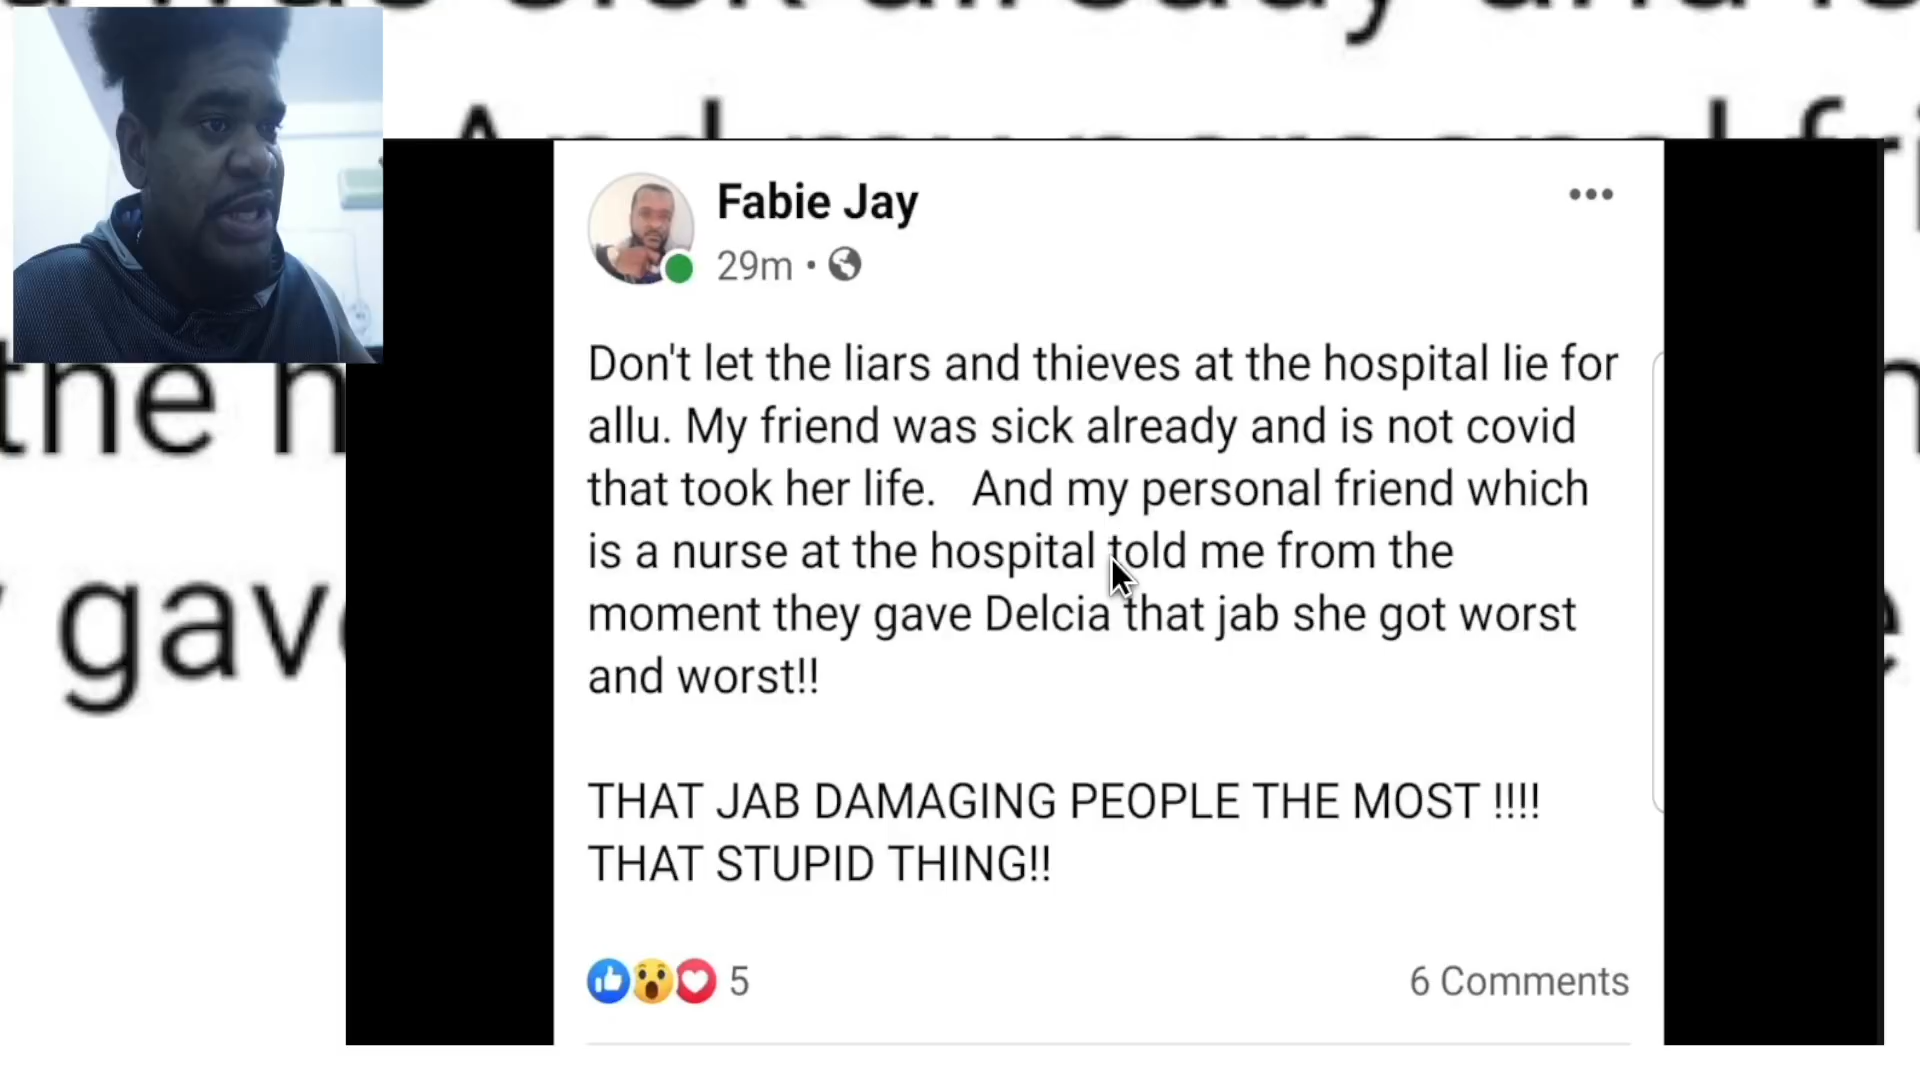 Fabie Jay
29m •
Don't let the liars and thieves at the hospital lie for
allu. My friend was sick already and is not covid
that took her life. And my personal friend which
is a nurse at the hospital told me from the
moment they gave Delcia that jab she got worst
and worst!!
THAT JAB DAMAGING PEOPLE THE MOST !!!!
THAT STUPID THING!!
5
6 Comments
the
gav